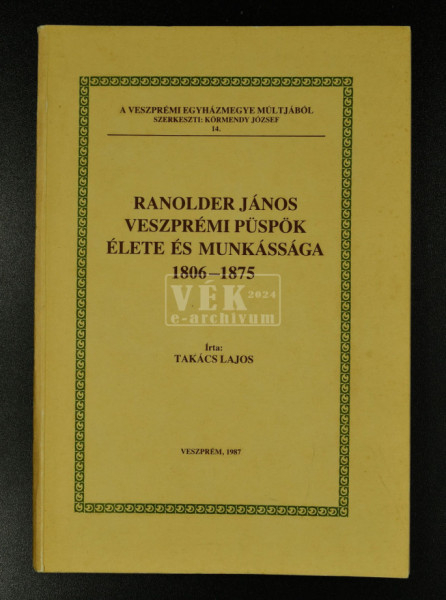 A VESZPRÉMI EGYHÁZMEGYE MÚLTJÁBÓL
SZERKESZTI: KÖRMENDY JÓZSEF
14.
RANOLDER JÁNOS
VESZPRÉMI PÜSPÖK
ÉLETE ÉS MUNKÁSSÁGA
1806–1875
VÉK 2024
e-archivum
Írta:
TAKÁCS LAJOS
VESZPRÉM, 1987